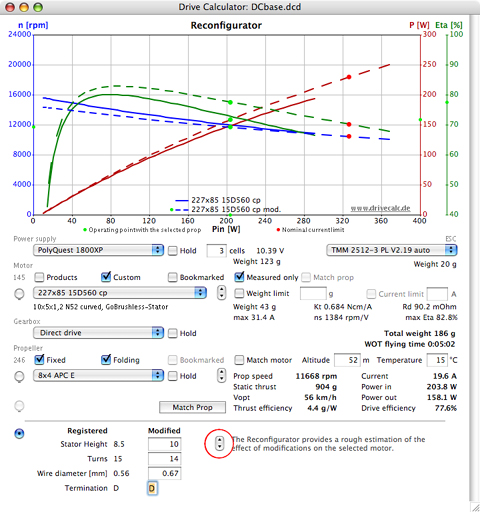 Drive Calculator: DCbase.dcd
n [rpm] Reconfigurator P [W] Eta [%]
24000 300 100
20000 250 90
16000 200 80
12000 150 70
8000 100 60
4000 50 50
0 0 40
227x85 15D560 cp
227x85 15D560 cp mod.
www.drivecalc.de
0 40 80 120 160 200 240 280 320 360 400
Operating point with the selected prop Pin [W] Nominal current limit
Power supply ESC
PolyQuest 1800XP Hold 3 cells 10.39 V TMM 2512-3 PL V2.19 auto
Weight 123 g Weight 20 g
Motor
145 Products Custom Bookmarked Measured only Match prop
227x85 15D560 cp Weight limit g Current limit A
10x5x1,2 N52 curved, GoBrushless-Stator Weight 43 g Kt 0.684 Ncm/A Rd 90.2 mOhm
max 31.4 A ns 1384 rpm/V max Eta 82.8%
Gearbox
Direct drive Hold Total weight 186 g
WOT flying time 0:05:02
Propeller
246 Fixed Folding Bookmarked Match motor Altitude 52 m Temperature 15 °C
8x4 APC E Hold Prop speed 11668 rpm Current 19.6 A
Static thrust 904 g Power in 203.8 W
Vopt 56 km/h Power out 158.1 W
Match Prop Thrust efficiency 4.4 g/W Drive efficiency 77.6%
Registered Modified
Stator Height 8.5 10
Turns 15 14
Wire diameter [mm] 0.56 0.67
Termination D D
The Reconfigurator provides a rough estimation of the
effect of modifications on the selected motor.